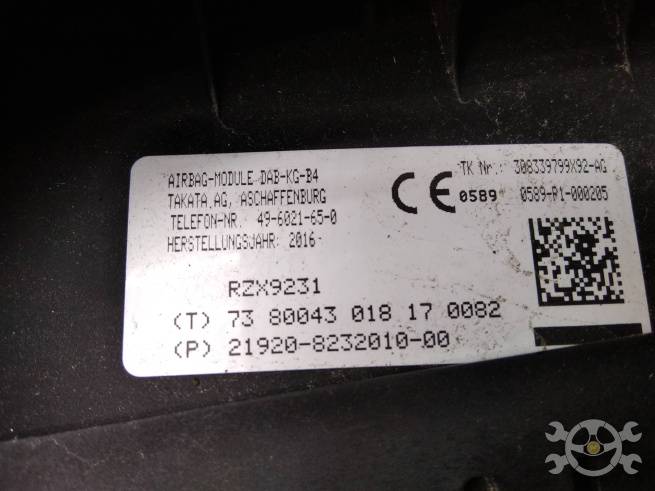 AIRBAG-MODULE DAB-KG-B4
TAKATA AG, ASCHAFFENBURG
TELEFON-NR. 49-6021-65-0
HERSTELLUNGSJAHR: 2016
CE 0589
TK Nr.: 308339799X92-AG
0589-P1-000205
RZX9231
(T) 73 80043 018 17 0082
(P) 21920-8232010-00